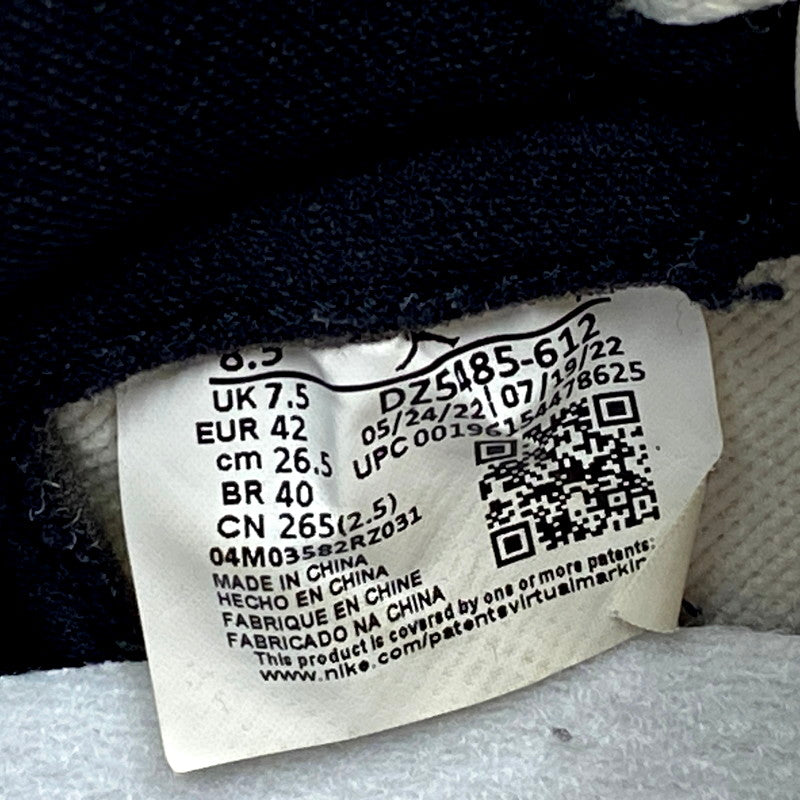 8.5
UK 7.5
EUR 42
cm 26.5
BR 40
CN 265(2.5)
04M03582RZ031
DZ5485-612
05/24/22 07/19/22
UPC 00196154478625
MADE IN CHINA
HECHO EN CHINA
FABRIQUE EN CHINE
FABRICADO NA CHINA
This product is covered by one or more patents:
www.nike.com/patentsvirtualmarkin